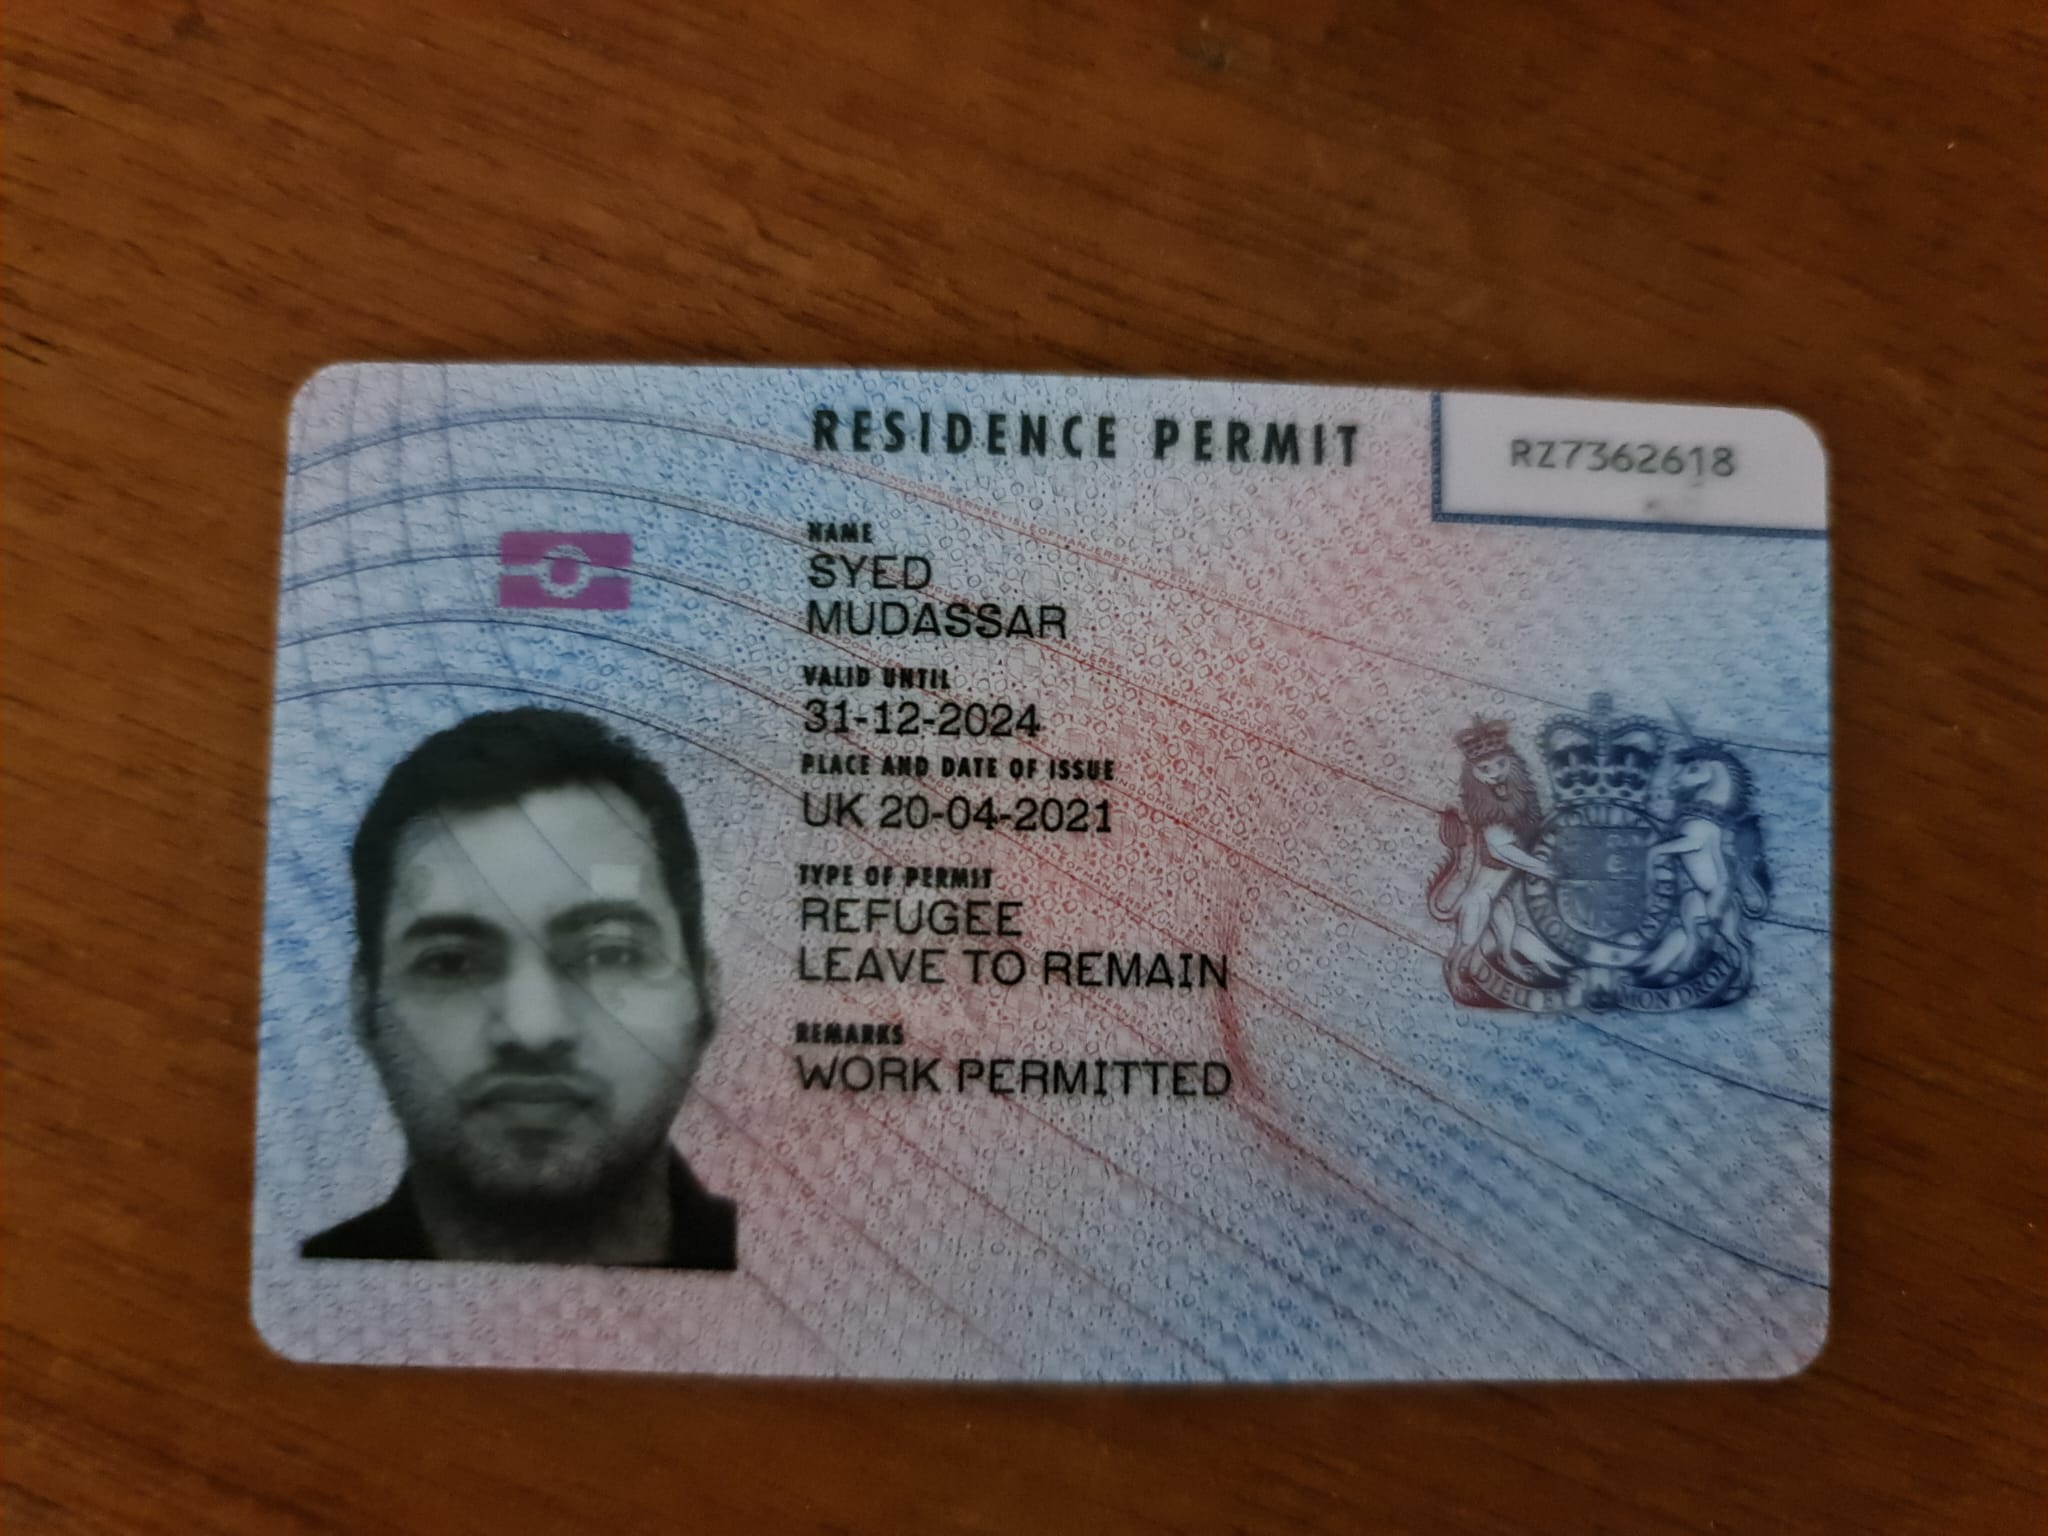 RESIDENCE PERMIT
RZ7362618
NAME
SYED
MUDASSAR
VALID UNTIL
31-12-2024
PLACE AND DATE OF ISSUE
UK 20-04-2021
TYPE OF PERMIT
REFUGEE
LEAVE TO REMAIN
REMARKS
WORK PERMITTED
DIEU ET MON DROIT